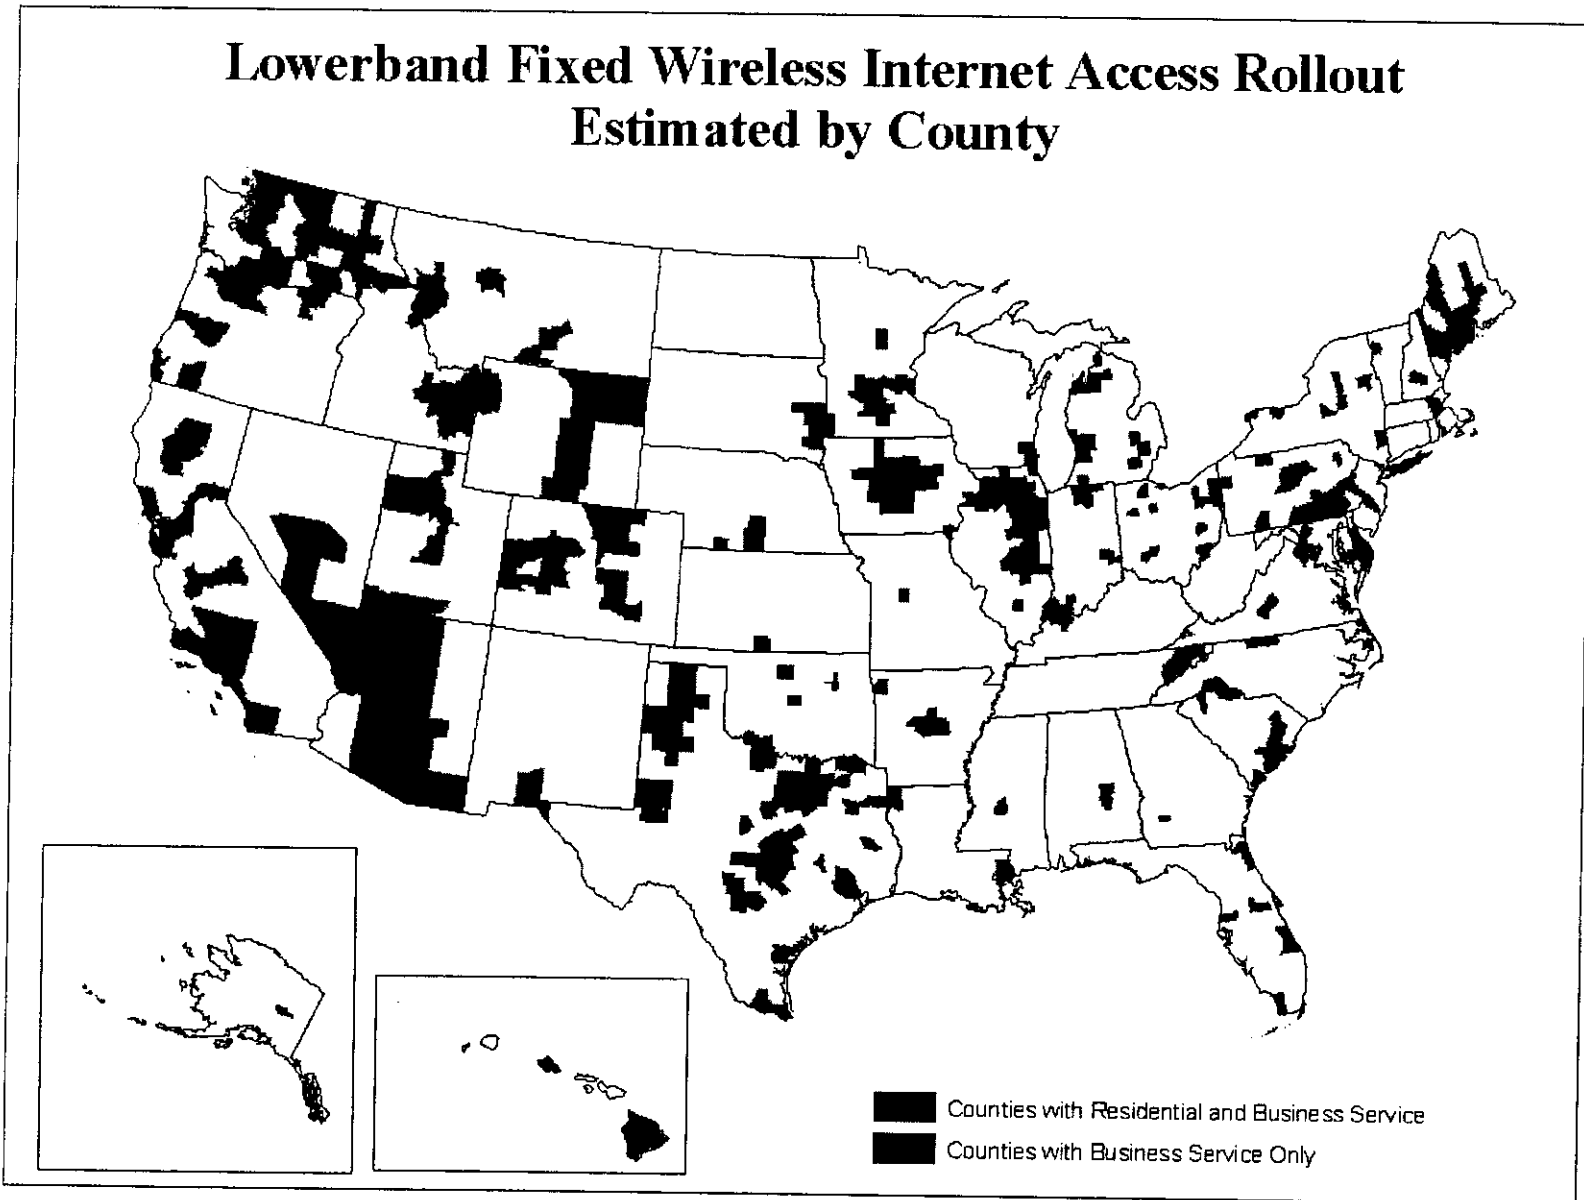 Lowerband Fixed Wireless Internet Access Rollout
Estimated by County
Counties with Residential and Business Service
Counties with Business Service Only